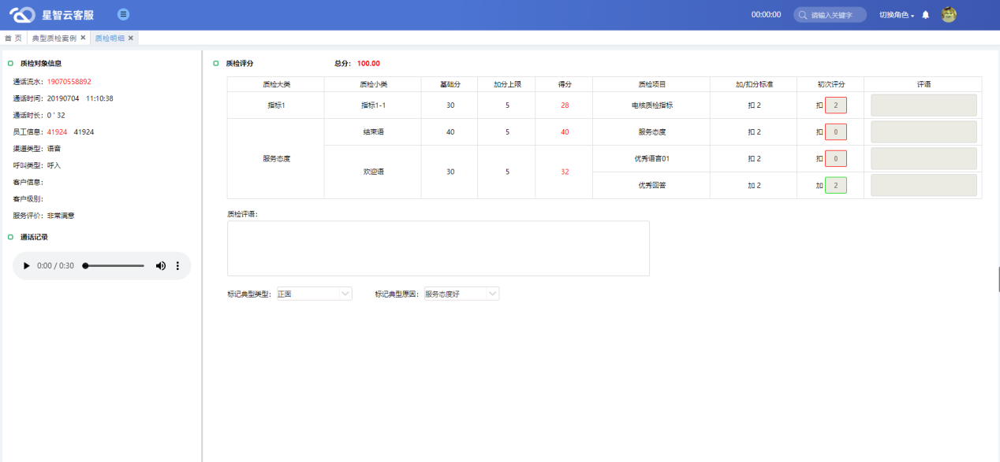 星智云客服
00:00:00
请输入关键字
切换角色
首 页
典型质检案例
质检明细
质检对象信息
通话流水: 19070558892
通话时间: 20190704 11:10:38
通话时长: 0 ' 32
员工信息: 41924 41924
渠道类型: 语音
呼叫类型: 呼入
客户信息:
客户级别:
服务评价: 非常满意
通话记录
0:00 / 0:30
质检评分 总分: 100.00
质检大类 质检小类 基础分 加分上限 得分 质检项目 加/扣分标准 初次评分 评语
指标1 指标1-1 30 5 28 电核质检指标 扣 2 扣 2
服务态度 结束语 40 5 40 服务态度 扣 2 扣 0
欢迎语 30 5 32 优秀语言01 扣 2 扣 0
优秀回答 加 2 加 2
质检评语:
标记典型类型: 正面 标记典型原因: 服务态度好